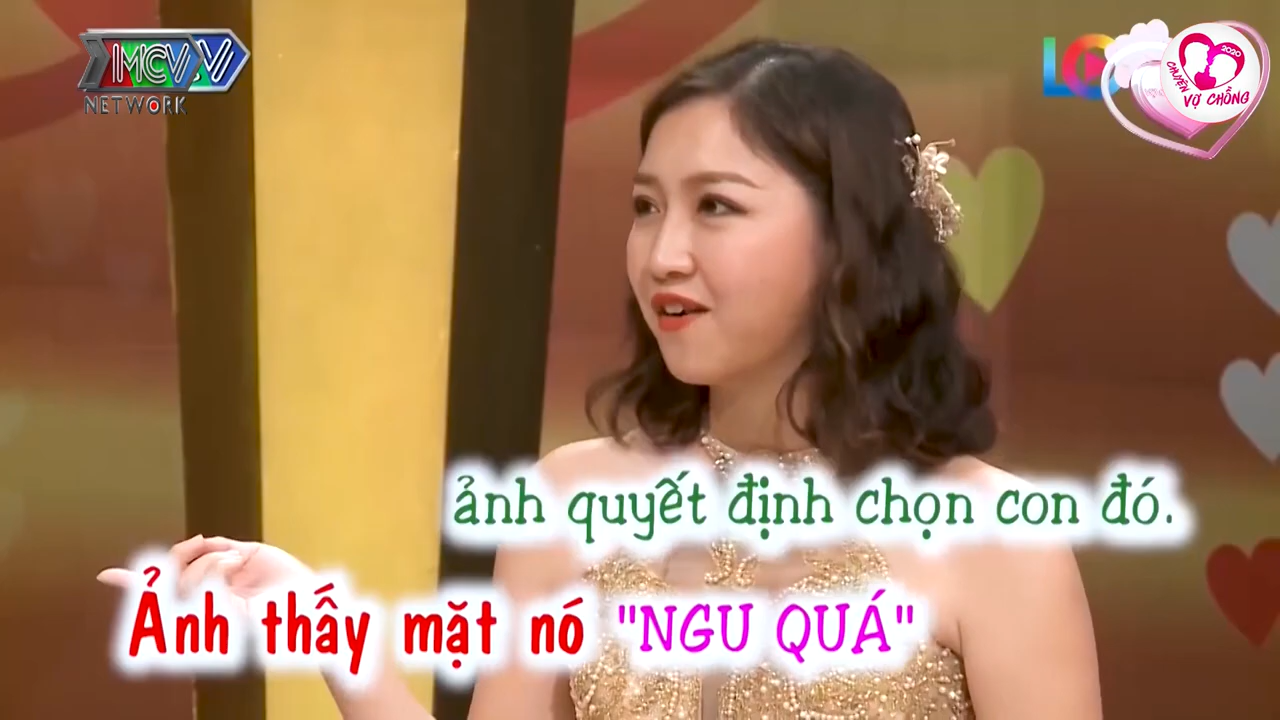 MCV.V
NETWORK
2020
CHUYỆN
VỢ CHỒNG
ảnh quyết định chọn con đó.
Ảnh thấy mặt nó "NGU QUÁ"